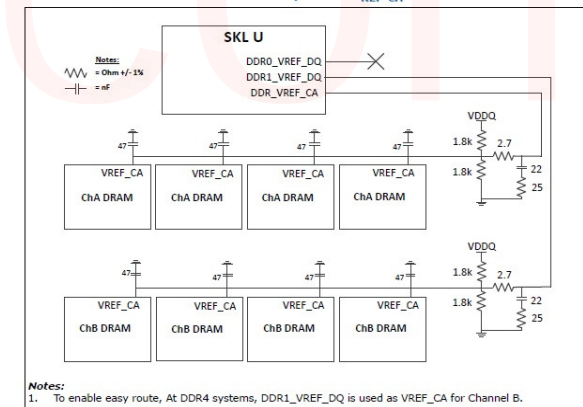 REF_CA
SKL U
Notes:
= Ohm +/- 1%
= nF
DDR0_VREF_DQ
DDR1_VREF_DQ
DDR_VREF_CA
VDDQ
1.8k
2.7
1.8k
22
25
47
47
47
47
VREF_CA
VREF_CA
VREF_CA
VREF_CA
ChA DRAM
ChA DRAM
ChA DRAM
ChA DRAM
VDDQ
1.8k
2.7
1.8k
22
25
47
47
47
47
VREF_CA
VREF_CA
VREF_CA
VREF_CA
ChB DRAM
ChB DRAM
ChB DRAM
ChB DRAM
Notes:
1. To enable easy route, At DDR4 systems, DDR1_VREF_DQ is used as VREF_CA for Channel B.